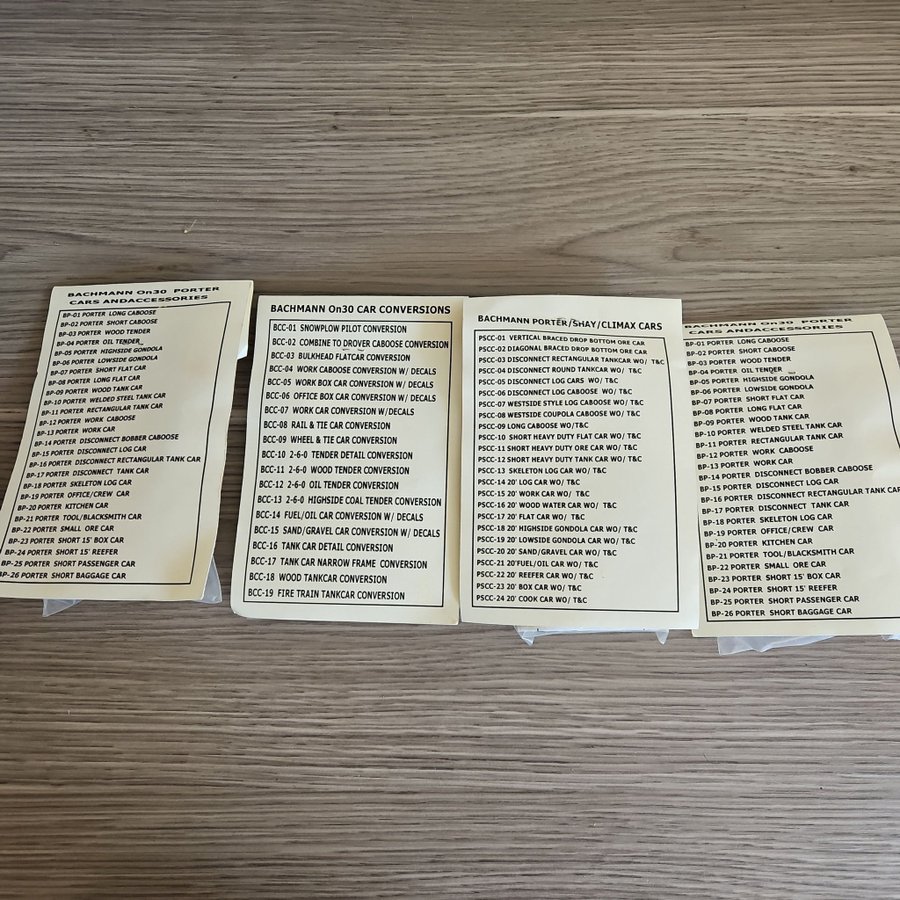 BACHMANN On30 PORTER
CARS ANDACCESSORIES
BP-01 PORTER LONG CABOOSE
BP-02 PORTER SHORT CABOOSE
BP-03 PORTER WOOD TENDER
BP-04 PORTER OIL TENDER
BP-05 PORTER HIGHSIDE GONDOLA
BP-06 PORTER LOWSIDE GONDOLA
BP-07 PORTER SHORT FLAT CAR
BP-08 PORTER LONG FLAT CAR
BP-09 PORTER WOOD TANK CAR
BP-10 PORTER WELDED STEEL TANK CAR
BP-11 PORTER RECTANGULAR TANK CAR
BP-12 PORTER WORK CABOOSE
BP-13 PORTER WORK CAR
BP-14 PORTER DISCONNECT BOBBER CABOOSE
BP-15 PORTER DISCONNECT LOG CAR
BP-16 PORTER DISCONNECT RECTANGULAR TANK CAR
BP-17 PORTER DISCONNECT TANK CAR
BP-18 PORTER SKELETON LOG CAR
BP-19 PORTER OFFICE/CREW CAR
BP-20 PORTER KITCHEN CAR
BP-21 PORTER TOOL/BLACKSMITH CAR
BP-22 PORTER SMALL ORE CAR
BP-23 PORTER SHORT 15' BOX CAR
BP-24 PORTER SHORT 15' REEFER
BP-25 PORTER SHORT PASSENGER CAR
BP-26 PORTER SHORT BAGGAGE CAR
BACHMANN On30 CAR CONVERSIONS
BCC-01 SNOWPLOW PILOT CONVERSION
BCC-02 COMBINE TO DROVER CABOOSE CONVERSION
BCC-03 BULKHEAD FLATCAR CONVERSION
BCC-04 WORK CABOOSE CONVERSION W/ DECALS
BCC-05 WORK BOX CAR CONVERSION W/ DECALS
BCC-06 OFFICE BOX CAR CONVERSION W/ DECALS
BCC-07 WORK CAR CONVERSION W/DECALS
BCC-08 RAIL & TIE CAR CONVERSION
BCC-09 WHEEL & TIE CAR CONVERSION
BCC-10 2-6-0 TENDER DETAIL CONVERSION
BCC-11 2-6-0 WOOD TENDER CONVERSION
BCC-12 2-6-0 OIL TENDER CONVERSION
BCC-13 2-6-0 HIGHSIDE COAL TENDER CONVERSION
BCC-14 FUEL/OIL CAR CONVERSION W/ DECALS
BCC-15 SAND/GRAVEL CAR CONVERSION W/ DECALS
BCC-16 TANK CAR DETAIL CONVERSION
BCC-17 TANK CAR NARROW FRAME CONVERSION
BCC-18 WOOD TANKCAR CONVERSION
BCC-19 FIRE TRAIN TANKCAR CONVERSION
BACHMANN PORTER/SHAY/CLIMAX CARS
PSCC-01 VERTICAL BRACED DROP BOTTOM ORE CAR
PSCC-02 DIAGONAL BRACED DROP BOTTOM ORE CAR
PSCC-03 DISCONNECT RECTANGULAR TANKCAR WO/ T&C
PSCC-04 DISCONNECT ROUND TANKCAR WO/ T&C
PSCC-05 DISCONNECT LOG CARS WO/ T&C
PSCC-06 DISCONNECT LOG CABOOSE WO/ T&C
PSCC-07 WESTSIDE STYLE LOG CABOOSE WO/ T&C
PSCC-08 WESTSIDE COUPOLA CABOOSE WO/ T&C
PSCC-09 LONG CABOOSE WO/T&C
PSCC-10 SHORT HEAVY DUTY FLAT CAR WO/ T&C
PSCC-11 SHORT HEAVY DUTY ORE CAR WO/ T&C
PSCC-12 SHORT HEAVY DUTY TANK CAR WO/ T&C
PSCC-13 SKELETON LOG CAR WO/ T&C
PSCC-14 20' LOG CAR WO/ T&C
PSCC-15 20' WORK CAR WO/ T&C
PSCC-16 20' WOOD WATER CAR WO/ T&C
PSCC-17 20' FLAT CAR WO/ T&C
PSCC-18 20' HIGHSIDE GONDOLA CAR WO/ T&C
PSCC-19 20' LOWSIDE GONDOLA CAR WO/ T&C
PSCC-20 20' SAND/GRAVEL CAR WO/ T&C
PSCC-21 20'FUEL/OIL CAR WO/ T&C
PSCC-22 20' REEFER CAR WO/ T&C
PSCC-23 20' BOX CAR WO/ T&C
PSCC-24 20' COOK CAR WO/ T&C
BACHMANN On30 PORTER
CARS ANDACCESSORIES
BP-01 PORTER LONG CABOOSE
BP-02 PORTER SHORT CABOOSE
BP-03 PORTER WOOD TENDER
BP-04 PORTER OIL TENDER
BP-05 PORTER HIGHSIDE GONDOLA
BP-06 PORTER LOWSIDE GONDOLA
BP-07 PORTER SHORT FLAT CAR
BP-08 PORTER LONG FLAT CAR
BP-09 PORTER WOOD TANK CAR
BP-10 PORTER WELDED STEEL TANK CAR
BP-11 PORTER RECTANGULAR TANK CAR
BP-12 PORTER WORK CABOOSE
BP-13 PORTER WORK CAR
BP-14 PORTER DISCONNECT BOBBER CABOOSE
BP-15 PORTER DISCONNECT LOG CAR
BP-16 PORTER DISCONNECT RECTANGULAR TANK CAR
BP-17 PORTER DISCONNECT TANK CAR
BP-18 PORTER SKELETON LOG CAR
BP-19 PORTER OFFICE/CREW CAR
BP-20 PORTER KITCHEN CAR
BP-21 PORTER TOOL/BLACKSMITH CAR
BP-22 PORTER SMALL ORE CAR
BP-23 PORTER SHORT 15' BOX CAR
BP-24 PORTER SHORT 15' REEFER
BP-25 PORTER SHORT PASSENGER CAR
BP-26 PORTER SHORT BAGGAGE CAR